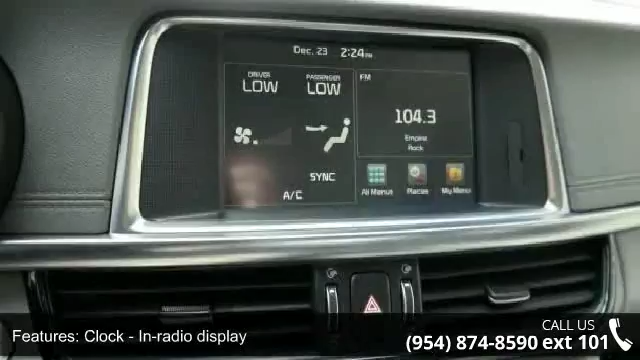 Dec. 23 2:24PM
DRIVER PASSENGER
LOW LOW
FM
104.3
Empire
Rock
SYNC
A/C
All Menus Places My Menu
Features: Clock - In-radio display
CALL US
(954) 874-8590 ext 101